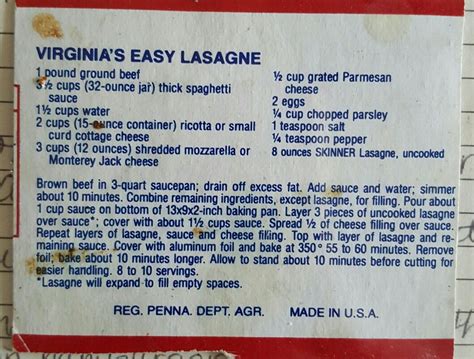 VIRGINIA'S EASY LASAGNE
1 pound ground beef
3½ cups (32-ounce jar) thick spaghetti
sauce
1½ cups water
2 cups (15-ounce container) ricotta or small
curd cottage cheese
3 cups (12 ounces) shredded mozzarella or
Monterey Jack cheese
½ cup grated Parmesan
cheese
2 eggs
¼ cup chopped parsley
1 teaspoon salt
¼ teaspoon pepper
8 ounces SKINNER Lasagne, uncooked
Brown beef in 3-quart saucepan; drain off excess fat. Add sauce and water; simmer
about 10 minutes. Combine remaining ingredients, except lasagne, for filling. Pour about
1 cup sauce on bottom of 13x9x2-inch baking pan. Layer 3 pieces of uncooked lasagne
over sauce*; cover with about 1½ cups sauce. Spread ½ of cheese filling over sauce.
Repeat layers of lasagne, sauce and cheese filling. Top with layer of lasagne and re-
maining sauce. Cover with aluminum foil and bake at 350° 55 to 60 minutes. Remove
foil; bake about 10 minutes longer. Allow to stand about 10 minutes before cutting for
easier handling. 8 to 10 servings.
*Lasagne will expand to fill empty spaces.
REG. PENNA. DEPT. AGR. MADE IN U.S.A.